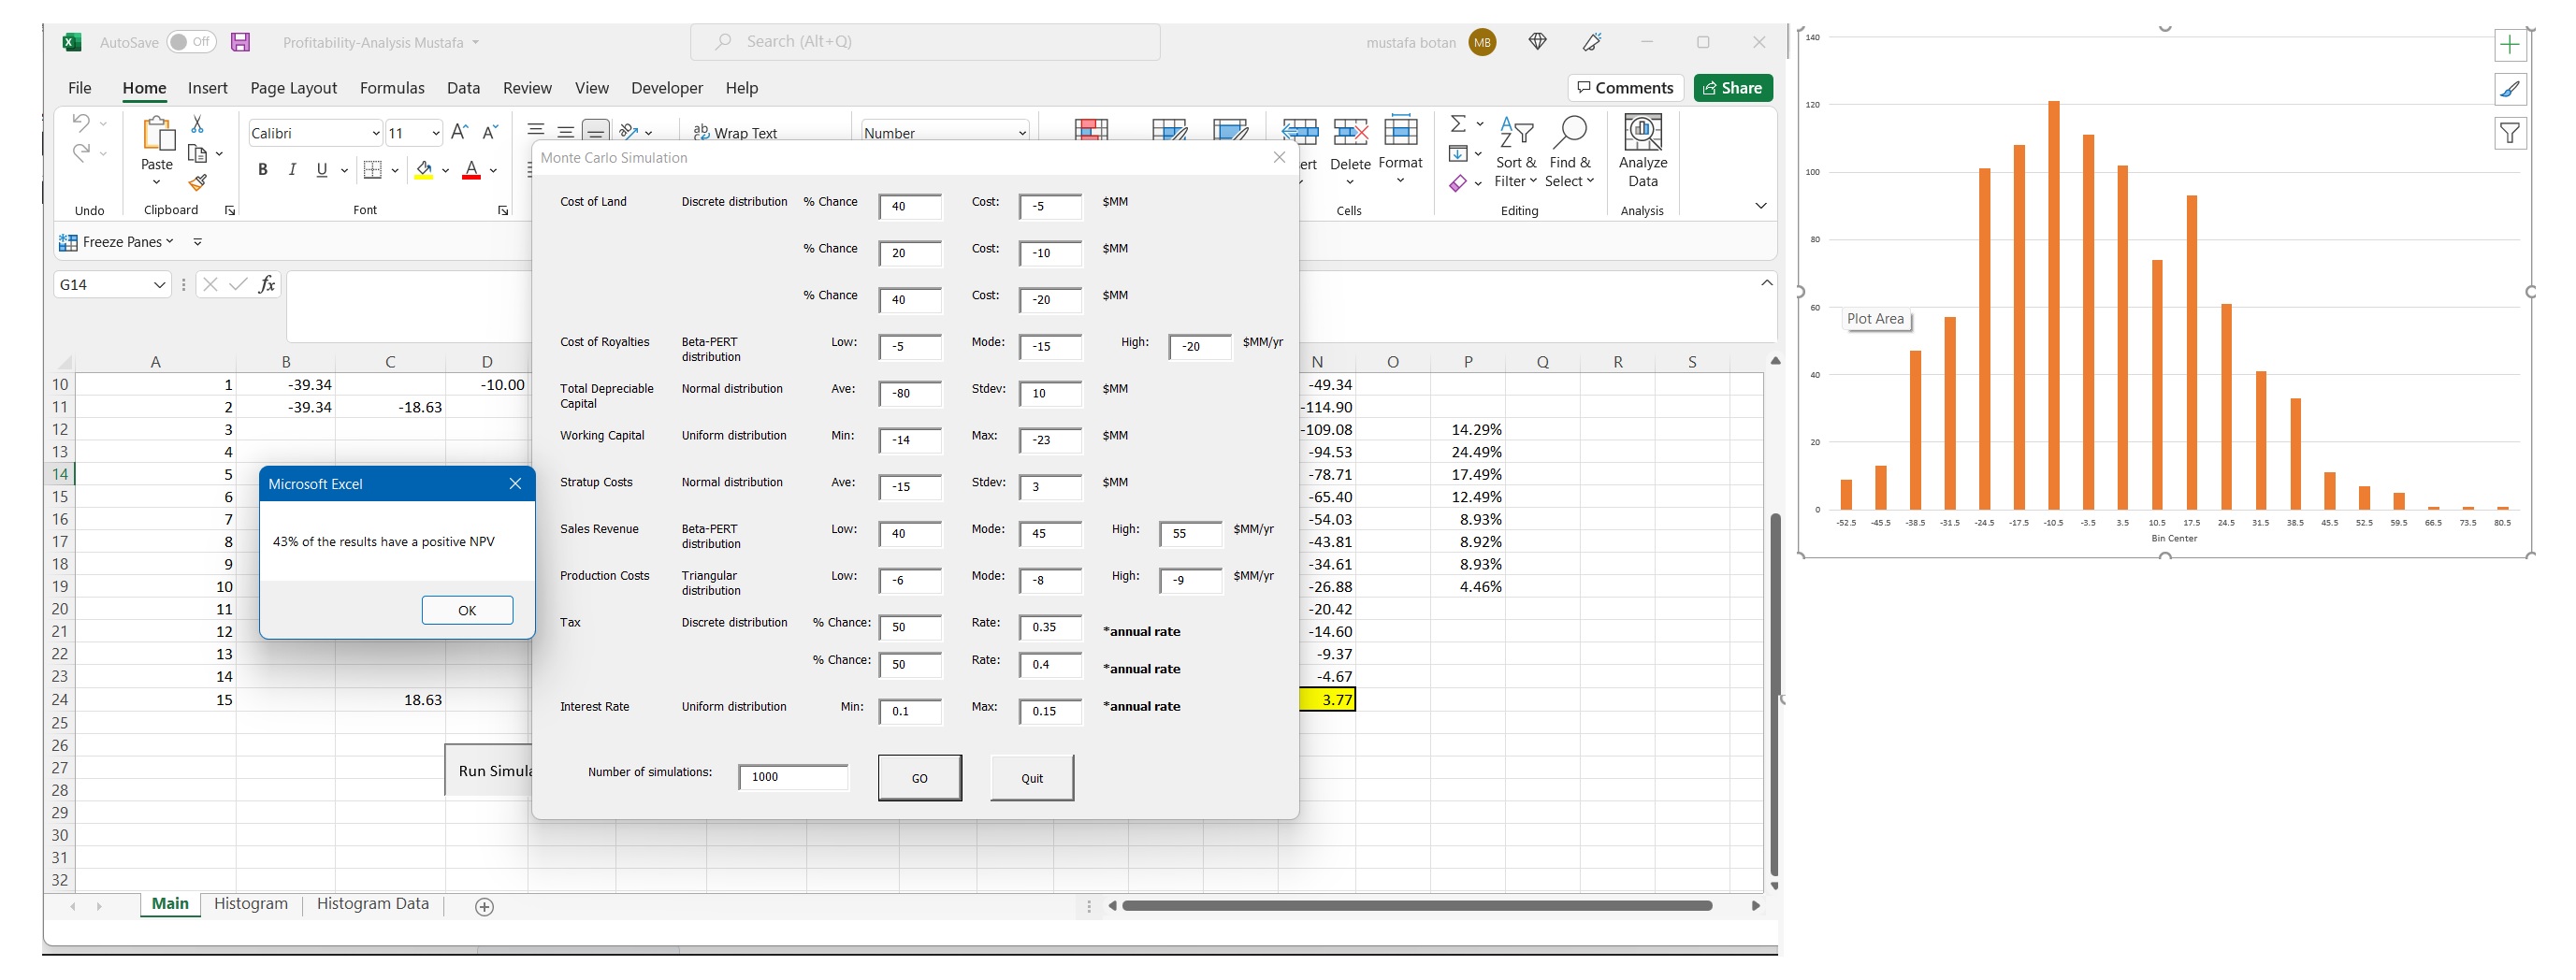 AutoSave Off Profitability-Analysis Mustafa Search (Alt+Q) mustafa botan MB
File Home Insert Page Layout Formulas Data Review View Developer Help Comments Share
Calibri 11 ab Wrap Text Number
Paste B I U Delete Format Sort & Filter Find & Select Analyze Data
Undo Clipboard Font Cells Editing Analysis
Freeze Panes
G14 fx
A B C D N O P Q R S
10 1 -39.34 -10.00 -49.34
11 2 -39.34 -18.63 -114.90
12 3 -109.08 14.29%
13 4 -94.53 24.49%
14 5 -78.71 17.49%
15 6 -65.40 12.49%
16 7 -54.03 8.93%
17 8 -43.81 8.92%
18 9 -34.61 8.93%
19 10 -26.88 4.46%
20 11 -20.42
21 12 -14.60
22 13 -9.37
23 14 -4.67
24 15 18.63 3.77
25
26
27
28
29
30
31
32
Run Simula
Main Histogram Histogram Data
Microsoft Excel
43% of the results have a positive NPV
OK
Monte Carlo Simulation
Cost of Land Discrete distribution % Chance 40 Cost: -5 $MM
% Chance 20 Cost: -10 $MM
% Chance 40 Cost: -20 $MM
Cost of Royalties Beta-PERT distribution Low: -5 Mode: -15 High: -20 $MM/yr
Total Depreciable Capital Normal distribution Ave: -80 Stdev: 10 $MM
Working Capital Uniform distribution Min: -14 Max: -23 $MM
Stratup Costs Normal distribution Ave: -15 Stdev: 3 $MM
Sales Revenue Beta-PERT distribution Low: 40 Mode: 45 High: 55 $MM/yr
Production Costs Triangular distribution Low: -6 Mode: -8 High: -9 $MM/yr
Tax Discrete distribution % Chance: 50 Rate: 0.35 *annual rate
% Chance: 50 Rate: 0.4 *annual rate
Interest Rate Uniform distribution Min: 0.1 Max: 0.15 *annual rate
Number of simulations: 1000 GO Quit
140
120
100
80
60
40
20
0
Plot Area
-52.5 -45.5 -38.5 -31.5 -24.5 -17.5 -10.5 -3.5 3.5 10.5 17.5 24.5 31.5 38.5 45.5 52.5 59.5 66.5 73.5 80.5
Bin Center